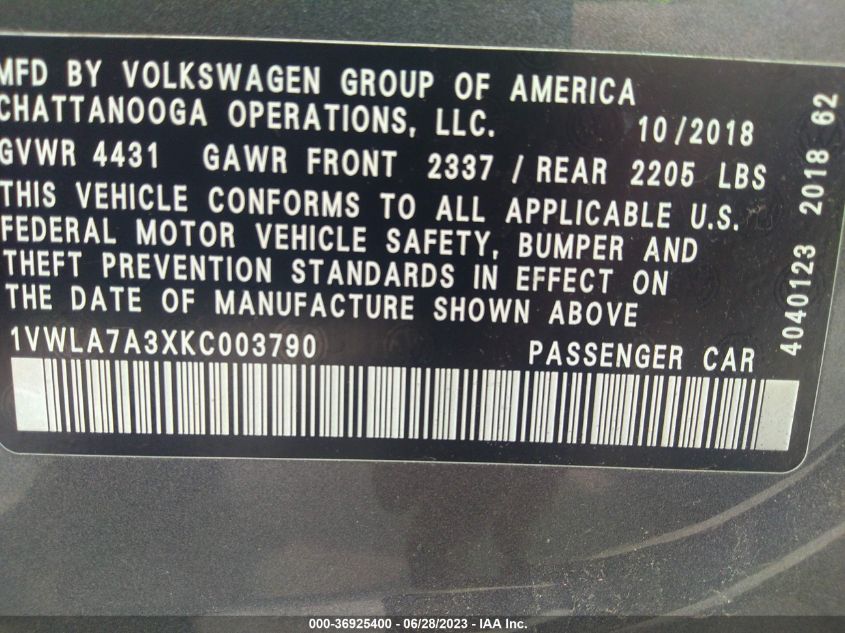 MFD BY VOLKSWAGEN GROUP OF AMERICA
CHATTANOOGA OPERATIONS, LLC. 10/2018
GVWR 4431 GAWR FRONT 2337 / REAR 2205 LBS
THIS VEHICLE CONFORMS TO ALL APPLICABLE U.S.
FEDERAL MOTOR VEHICLE SAFETY, BUMPER AND
THEFT PREVENTION STANDARDS IN EFFECT ON
THE DATE OF MANUFACTURE SHOWN ABOVE
1VWLA7A3XKC003790 PASSENGER CAR
4040123 2018 62
000-36925400 - 06/28/2023 - IAA Inc.